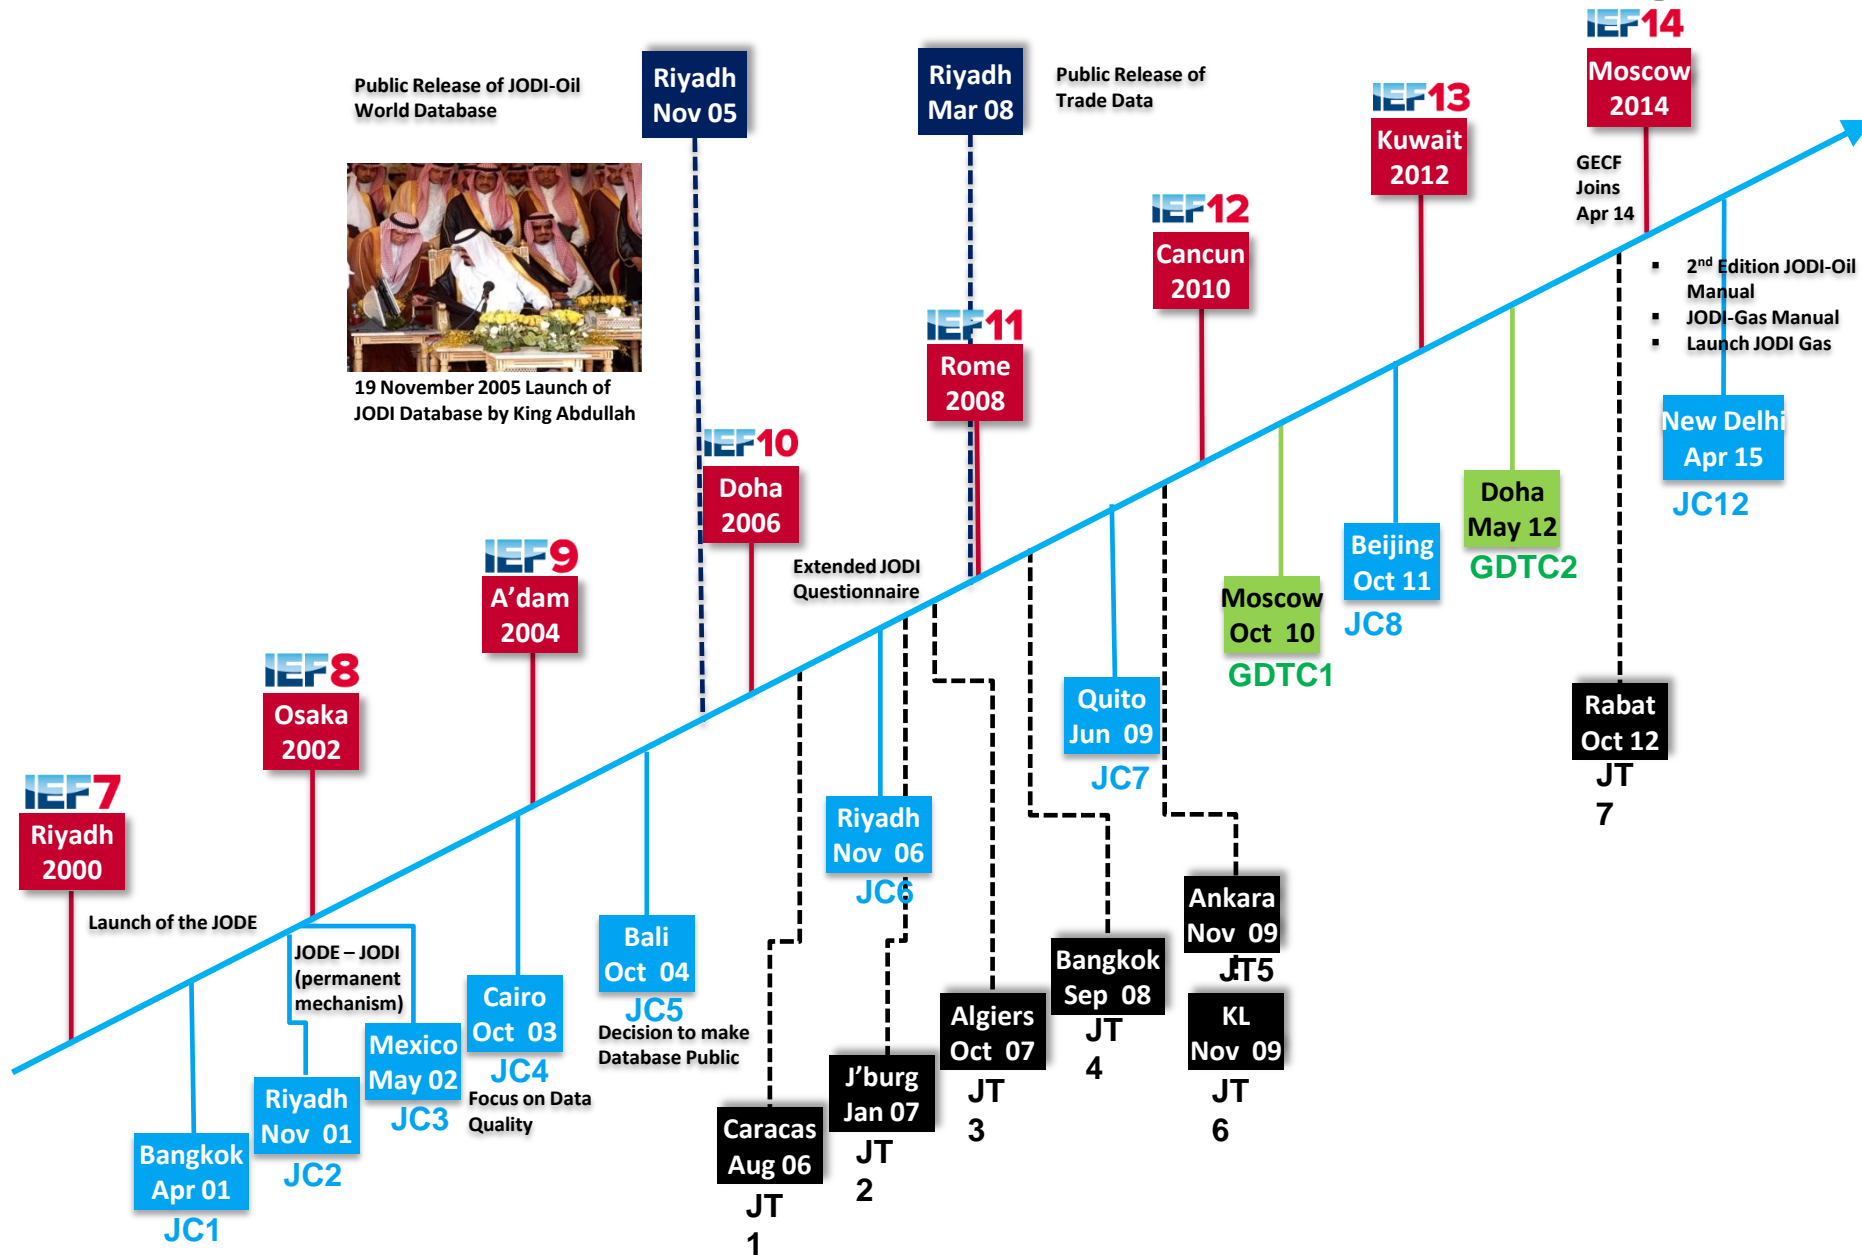 IEF14
Moscow
2014
Riyadh
Nov 05
Riyadh
Mar 08
Public Release of JODI-Oil
World Database
Public Release of
Trade Data
IEF13
Kuwait
2012
GECF
Joins
Apr 14
IEF12
Cancun
2010
2nd Edition JODI-Oil
Manual
JODI-Gas Manual
Launch JODI Gas
IEF11
Rome
2008
19 November 2005 Launch of
JODI Database by King Abdullah
New Delhi
Apr 15
JC12
IEF10
Doha
2006
Doha
May 12
GDTC2
Beijing
Oct 11
JC8
IEF9
A'dam
2004
Extended JODI
Questionnaire
Moscow
Oct 10
GDTC1
IEF8
Osaka
2002
Quito
Jun 09
JC7
Rabat
Oct 12
JT
7
IEF7
Riyadh
2000
Riyadh
Nov 06
JC6
Ankara
Nov 09
JT5
Launch of the JODE
JODE – JODI
(permanent
mechanism)
Bali
Oct 04
JC5
Decision to make
Database Public
Bangkok
Sep 08
JT
4
Cairo
Oct 03
JC4
Focus on Data
Quality
Algiers
Oct 07
JT
3
KL
Nov 09
JT
6
Mexico
May 02
JC3
J'burg
Jan 07
JT
2
Riyadh
Nov 01
JC2
Caracas
Aug 06
JT
1
Bangkok
Apr 01
JC1